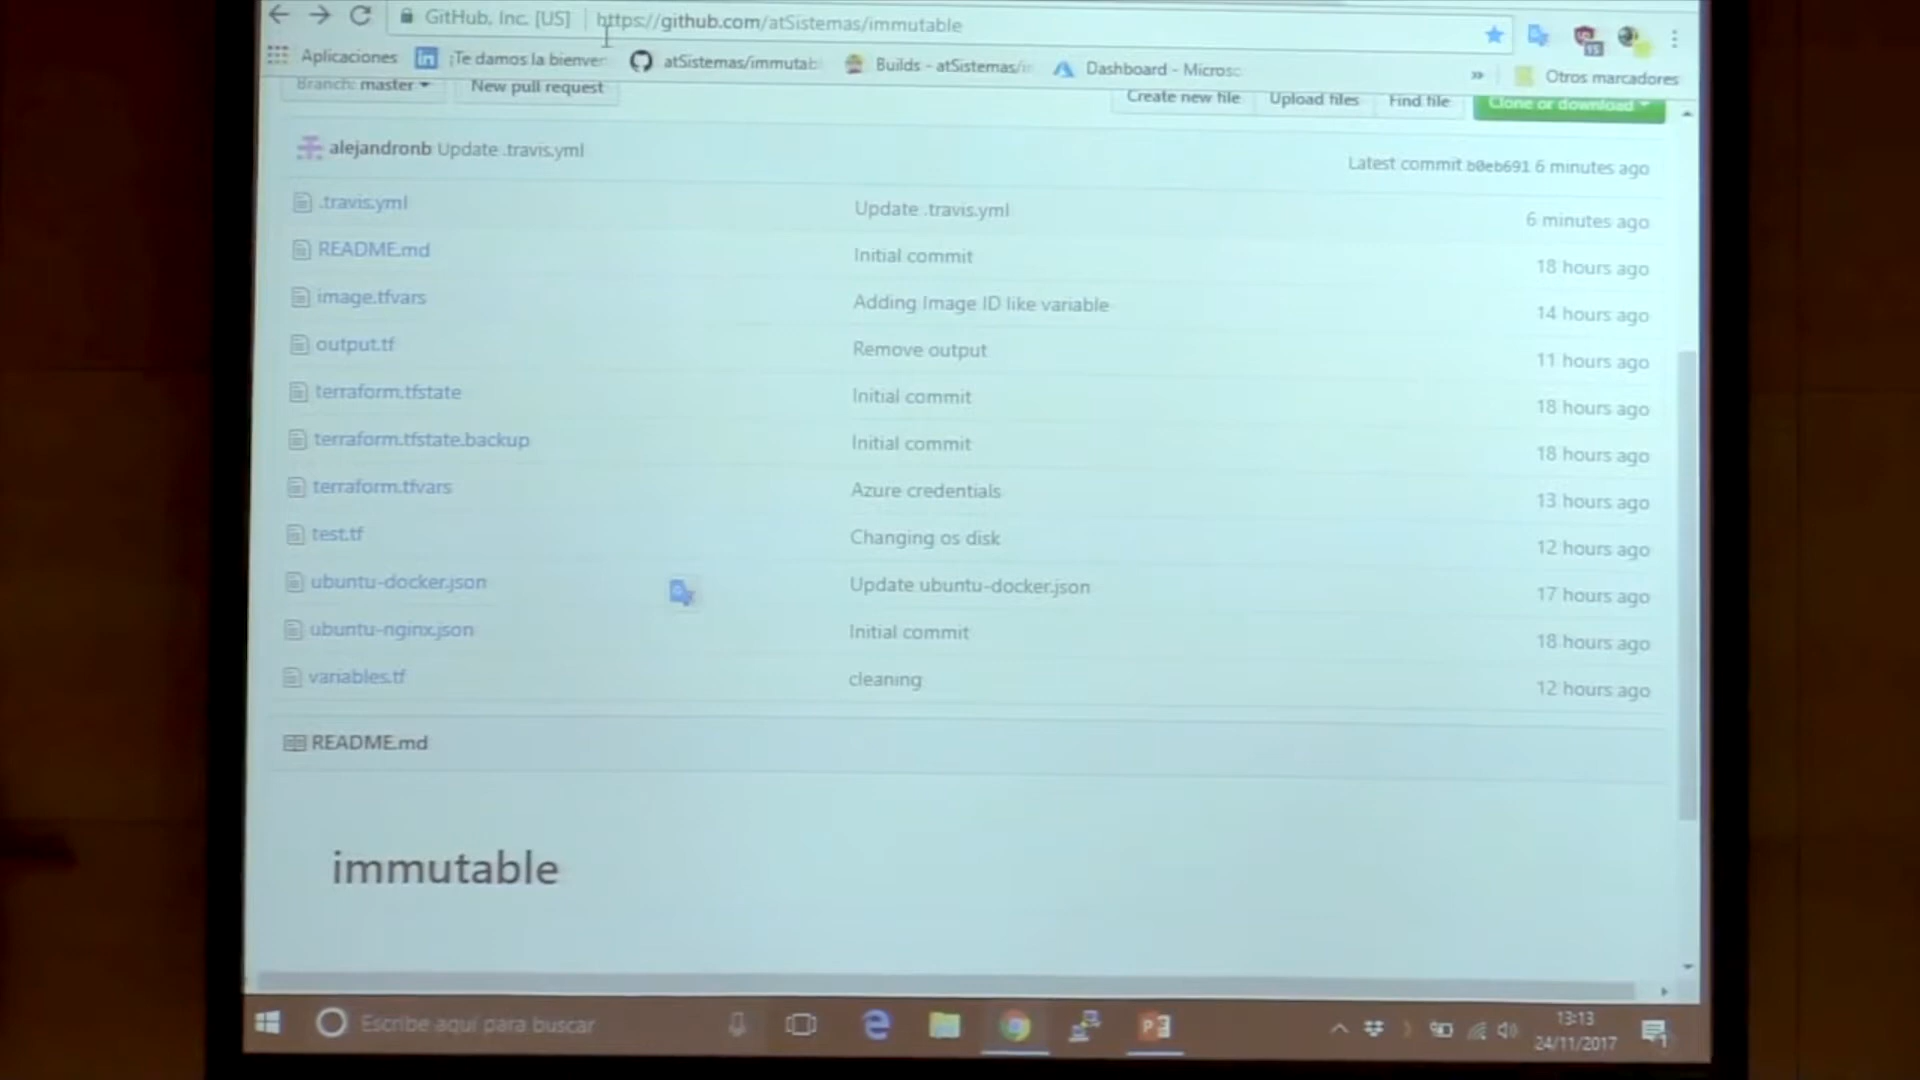 GitHub, Inc. [US] https://github.com/atSistemas/immutable
Aplicaciones in ¡Te damos la bienver atSistemas/immutab Builds - atSistemas/i Dashboard - Microsc » Otros marcadores
Branch: master New pull request Create new file Upload files Find file Clone or download
alejandronb Update .travis.yml Latest commit b0eb691 6 minutes ago
.travis.yml Update .travis.yml 6 minutes ago
README.md Initial commit 18 hours ago
image.tfvars Adding Image ID like variable 14 hours ago
output.tf Remove output 11 hours ago
terraform.tfstate Initial commit 18 hours ago
terraform.tfstate.backup Initial commit 18 hours ago
terraform.tfvars Azure credentials 13 hours ago
test.tf Changing os disk 12 hours ago
ubuntu-docker.json Update ubuntu-docker.json 17 hours ago
ubuntu-nginx.json Initial commit 18 hours ago
variables.tf cleaning 12 hours ago
README.md
immutable
Escribe aquí para buscar 13:13
24/11/2017